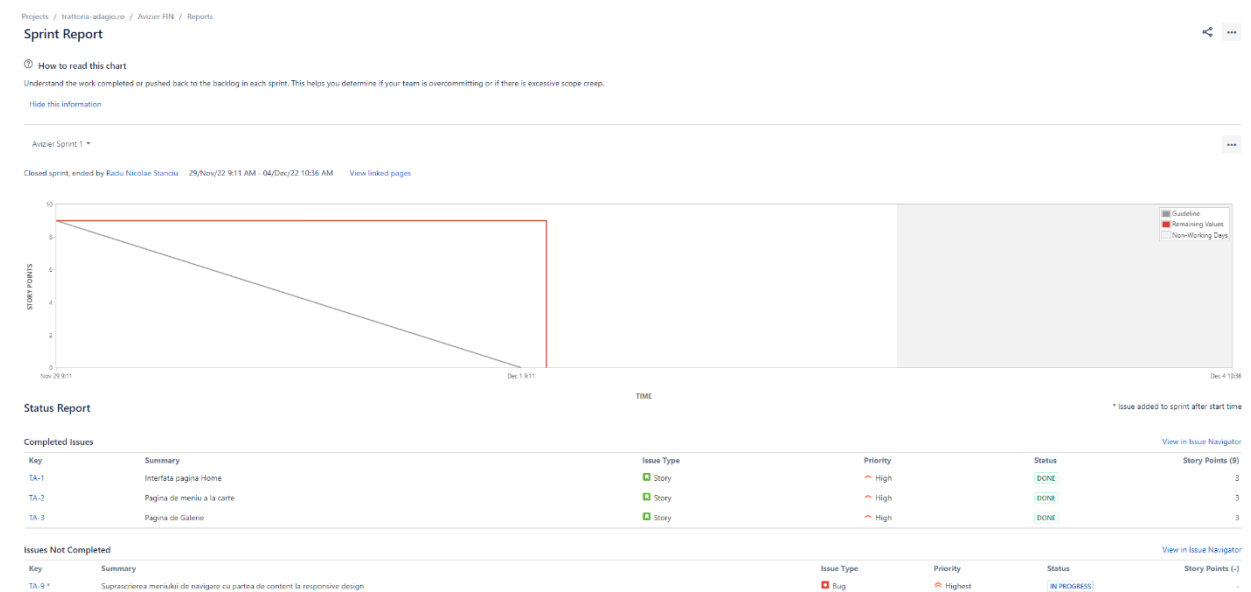 Projects / trattoria-adagio.ro / Avizier FIN / Reports
Sprint Report
How to read this chart
Understand the work completed or pushed back to the backlog in each sprint. This helps you determine if your team is overcommitting or if there is excessive scope creep.
Hide this information
Avizier Sprint 1
Closed sprint, ended by Radu Nicolae Stanciu 29/Nov/22 9:11 AM - 04/Dec/22 10:36 AM View linked pages
10
8
6
4
2
0
STORY POINTS
Guideline
Remaining Values
Non-Working Days
Nov 29 9:11 Dec 1 9:11 Dec 4 10:36
TIME
Status Report
* Issue added to sprint after start time
Completed Issues View in Issue Navigator
Key Summary Issue Type Priority Status Story Points (9)
TA-1 Interfata pagina Home Story High DONE 3
TA-2 Pagina de meniu a la carte Story High DONE 3
TA-3 Pagina de Galerie Story High DONE 3
Issues Not Completed View in Issue Navigator
Key Summary Issue Type Priority Status Story Points (-)
TA-9 * Suprascrierea meniului de navigare cu partea de content la responsive design Bug Highest IN PROGRESS -